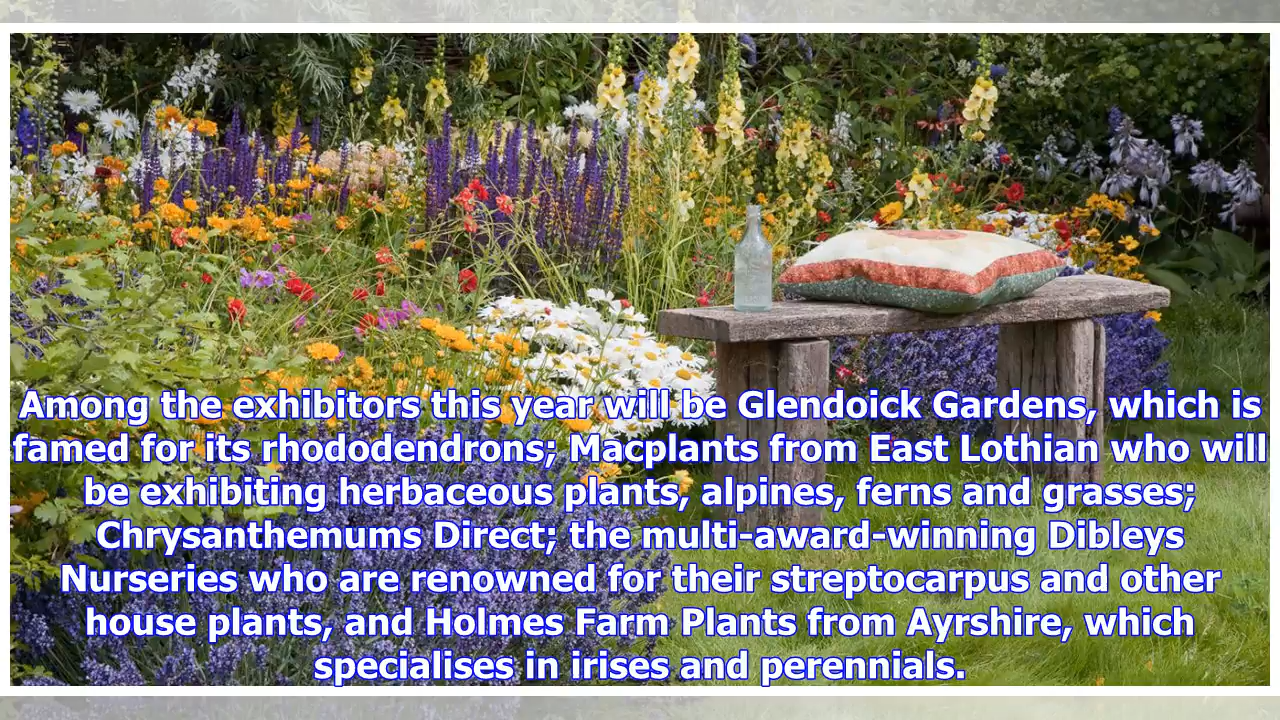 Among the exhibitors this year will be Glendoick Gardens, which is
famed for its rhododendrons; Macplants from East Lothian who will
be exhibiting herbaceous plants, alpines, ferns and grasses;
Chrysanthemums Direct; the multi-award-winning Dibleys
Nurseries who are renowned for their streptocarpus and other
house plants, and Holmes Farm Plants from Ayrshire, which
specialises in irises and perennials.